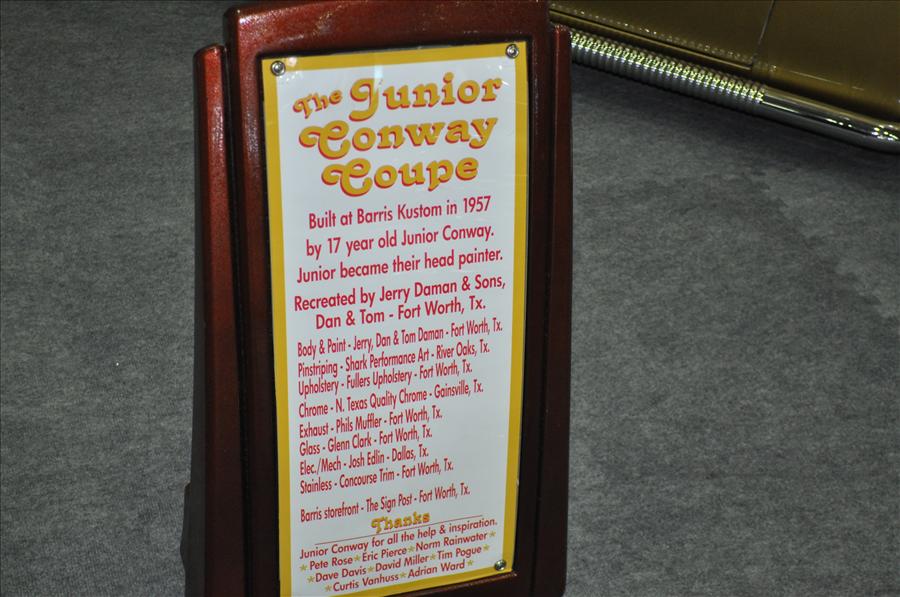 The Junior
Conway
Coupe
Built at Barris Kustom in 1957
by 17 year old Junior Conway.
Junior became their head painter.
Recreated by Jerry Daman & Sons,
Dan & Tom - Fort Worth, Tx.
Body & Paint - Jerry, Dan & Tom Daman - Fort Worth, Tx.
Pinstriping - Shark Performance Art - River Oaks, Tx.
Upholstery - Fullers Upholstery - Fort Worth, Tx.
Chrome - N. Texas Quality Chrome - Gainsville, Tx.
Exhaust - Phils Muffler - Fort Worth, Tx.
Glass - Glenn Clark - Fort Worth, Tx.
Elec./Mech - Josh Edlin - Dallas, Tx.
Stainless - Concourse Trim - Fort Worth, Tx.
Barris storefront - The Sign Post - Fort Worth, Tx.
Thanks
Junior Conway for all the help & inspiration.
★ Pete Rose ★ Eric Pierce ★ Norm Rainwater ★
★ Dave Davis ★ David Miller ★ Tim Pogue ★
★ Curtis Vanhuss ★ Adrian Ward ★